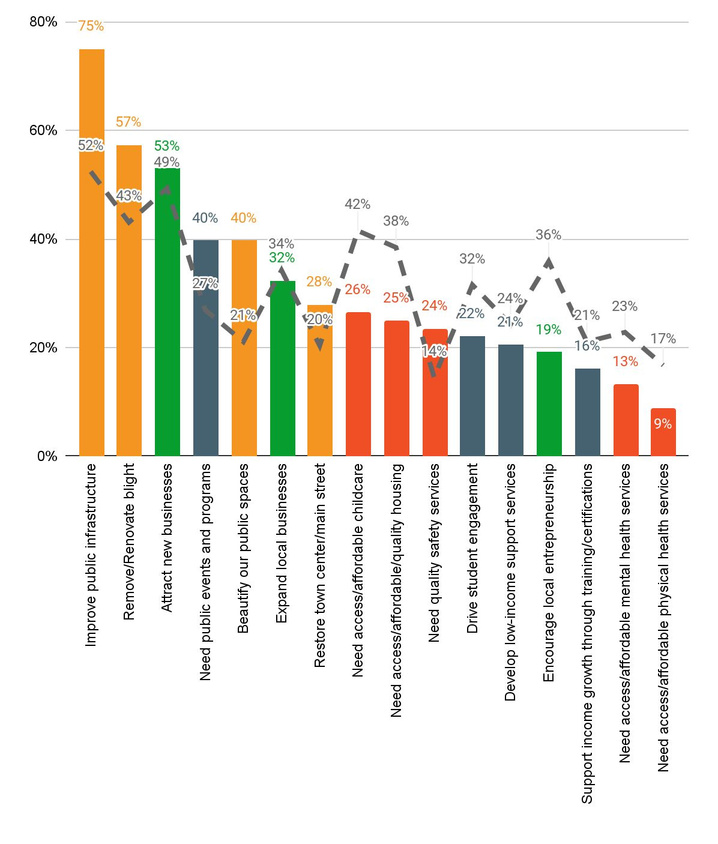 80%
60%
40%
20%
0%
75%
52%
57%
43%
53%
49%
40%
27%
40%
21%
34%
32%
28%
20%
42%
26%
38%
25%
24%
14%
32%
22%
24%
21%
36%
19%
21%
16%
23%
13%
17%
9%
Improve public infrastructure
Remove/Renovate blight
Attract new businesses
Need public events and programs
Beautify our public spaces
Expand local businesses
Restore town center/main street
Need access/affordable childcare
Need access/affordable/quality housing
Need quality safety services
Drive student engagement
Develop low-income support services
Encourage local entrepreneurship
Support income growth through training/certifications
Need access/affordable mental health services
Need access/affordable physical health services